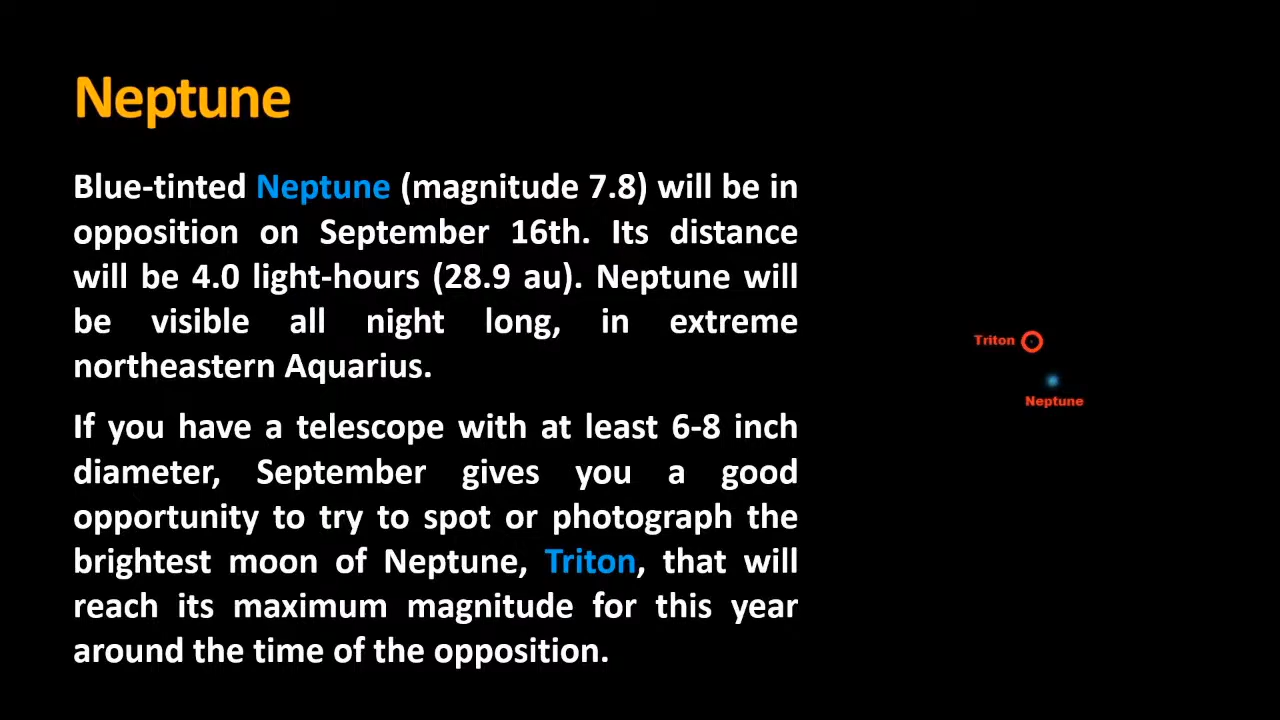 Neptune
Blue-tinted Neptune (magnitude 7.8) will be in
opposition on September 16th. Its distance
will be 4.0 light-hours (28.9 au). Neptune will
be visible all night long, in extreme
northeastern Aquarius.
If you have a telescope with at least 6-8 inch
diameter, September gives you a good
opportunity to try to spot or photograph the
brightest moon of Neptune, Triton, that will
reach its maximum magnitude for this year
around the time of the opposition.
Triton
Neptune